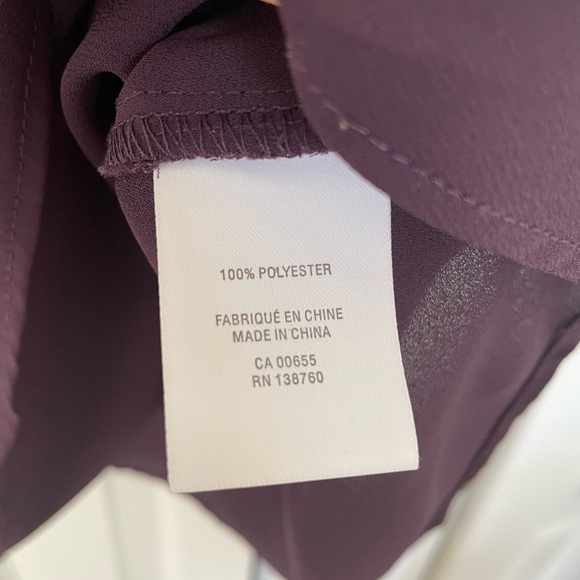 100% POLYESTER
FABRIQUÉ EN CHINE
MADE IN CHINA
CA 00655
RN 138760